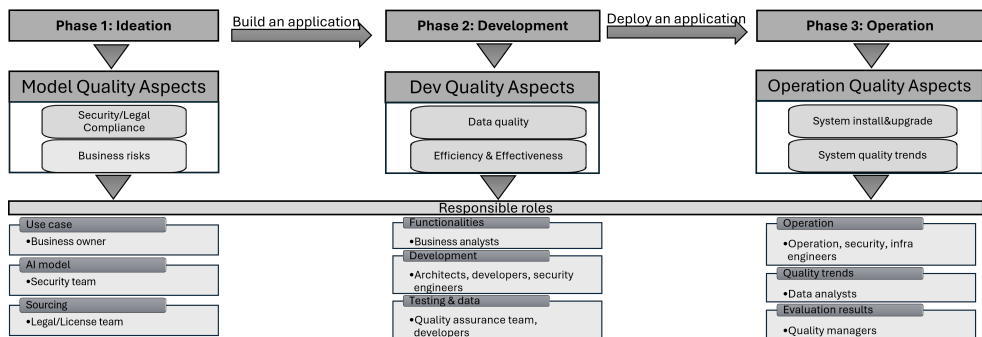 Phase 1: Ideation
Build an application
Phase 2: Development
Deploy an application
Phase 3: Operation
Model Quality Aspects
Security/Legal
Compliance
Business risks
Dev Quality Aspects
Data quality
Efficiency & Effectiveness
Operation Quality Aspects
System install&upgrade
System quality trends
Responsible roles
Use case
•Business owner
AI model
•Security team
Sourcing
•Legal/License team
Functionalities
•Business analysts
Development
•Architects, developers, security
engineers
Testing & data
•Quality assurance team,
developers
Operation
•Operation, security, infra
engineers
Quality trends
•Data analysts
Evaluation results
•Quality managers